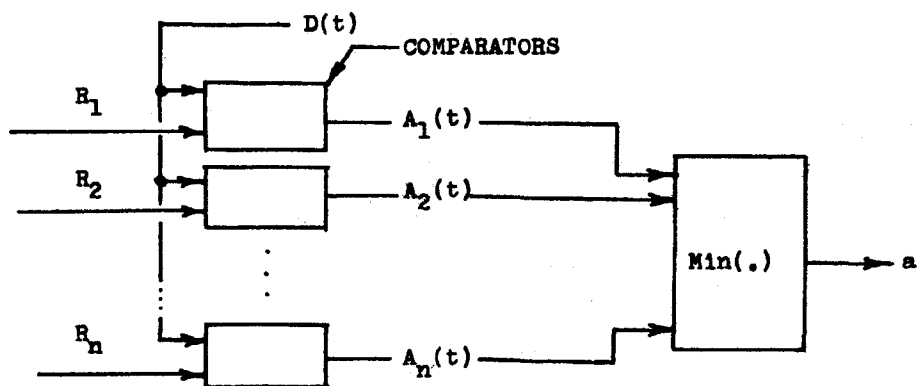 D(t)
COMPARATORS
R1
A1(t)
R2
A2(t)
Min(.)
a
Rn
An(t)